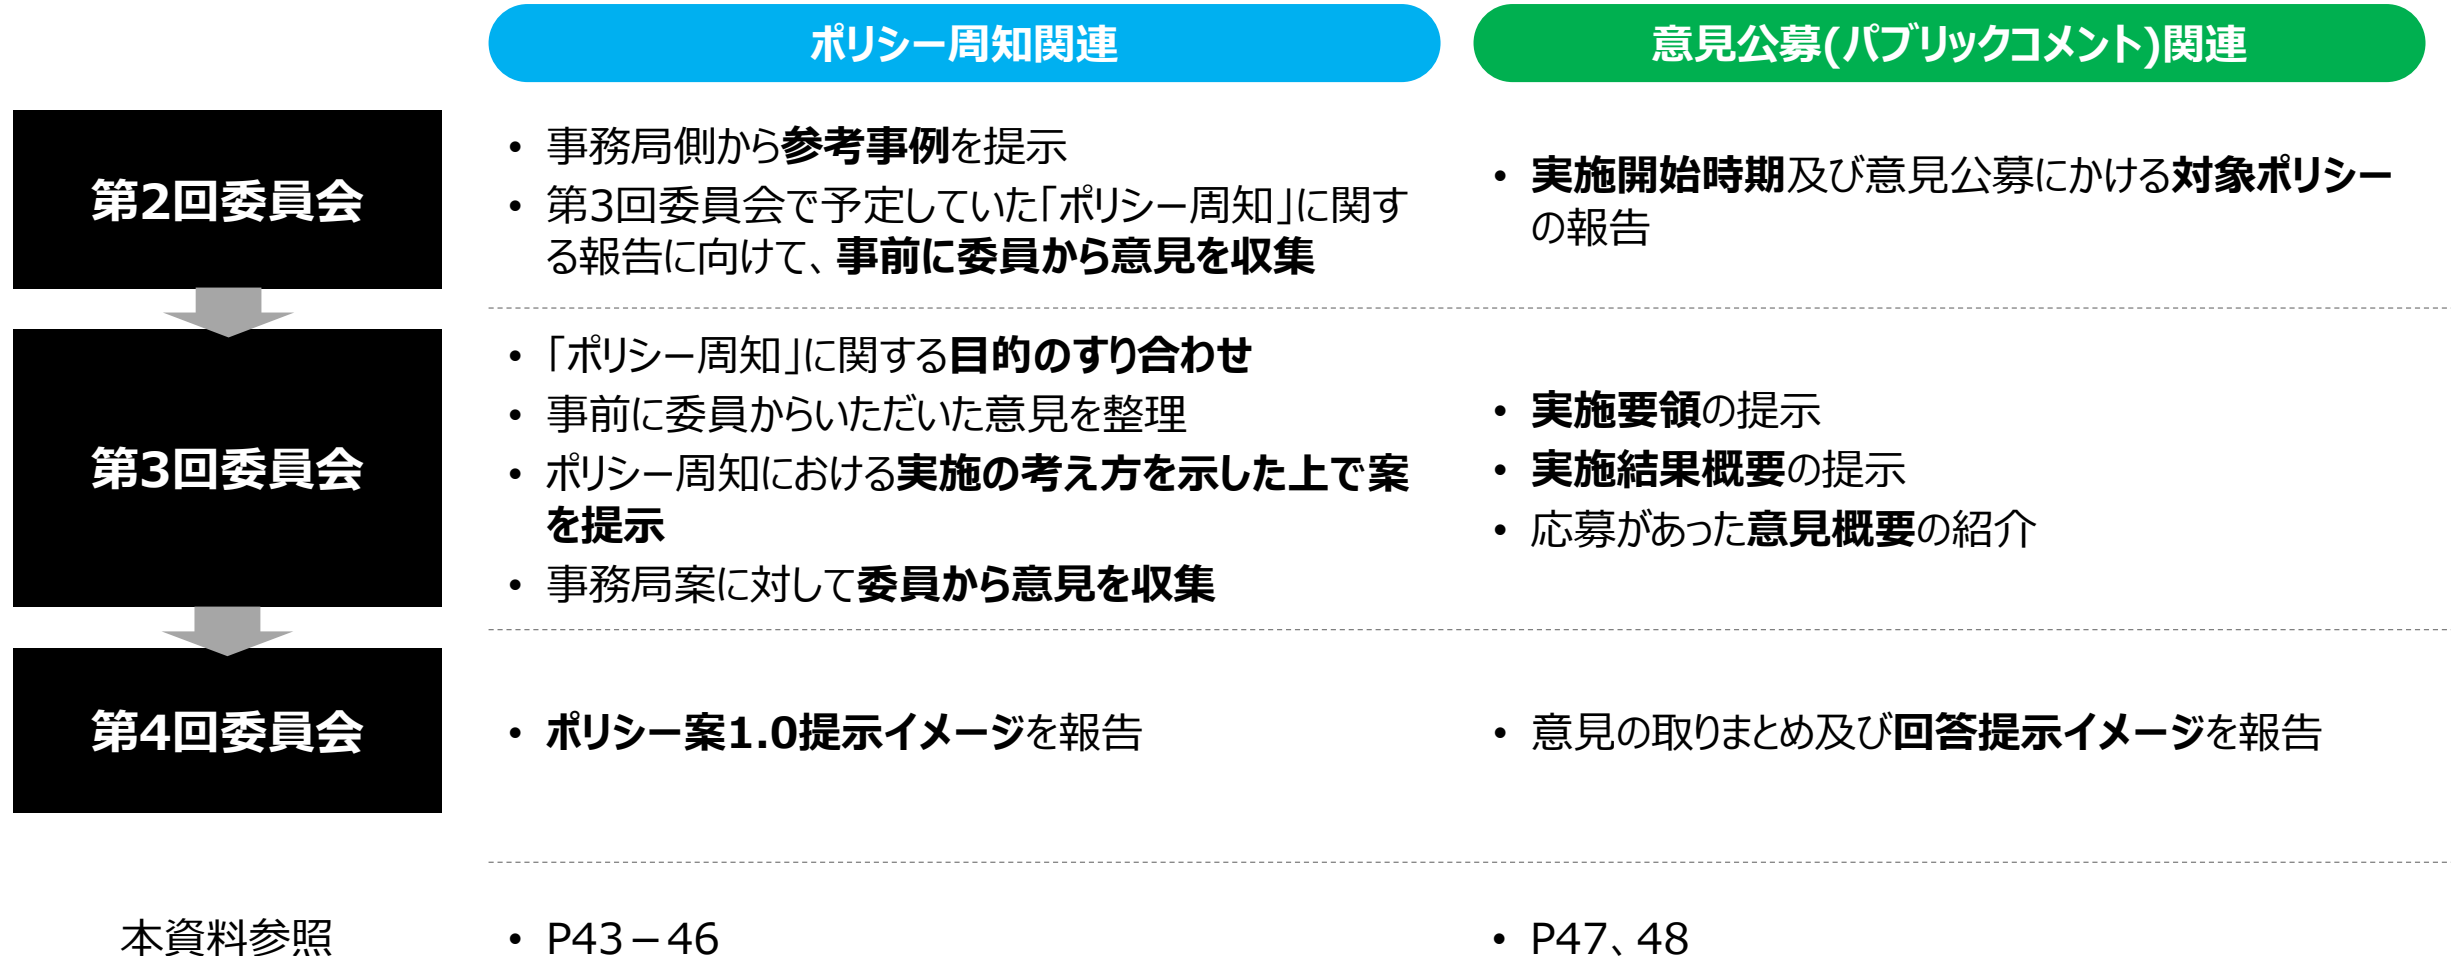 ポリシー周知関連
意見公募(パブリックコメント)関連
第2回委員会
• 事務局側から参考事例を提示
• 第3回委員会で予定していた「ポリシー周知」に関す
る報告に向けて、事前に委員から意見を収集
• 実施開始時期及び意見公募にかける対象ポリシー
の報告
第3回委員会
• 「ポリシー周知」に関する目的のすり合わせ
• 事前に委員からいただいた意見を整理
• ポリシー周知における実施の考え方を示した上で案
を提示
• 事務局案に対して委員から意見を収集
• 実施要領の提示
• 実施結果概要の提示
• 応募があった意見概要の紹介
第4回委員会
• ポリシー案1.0提示イメージを報告
• 意見の取りまとめ及び回答提示イメージを報告
本資料参照
• P43－46
• P47、48